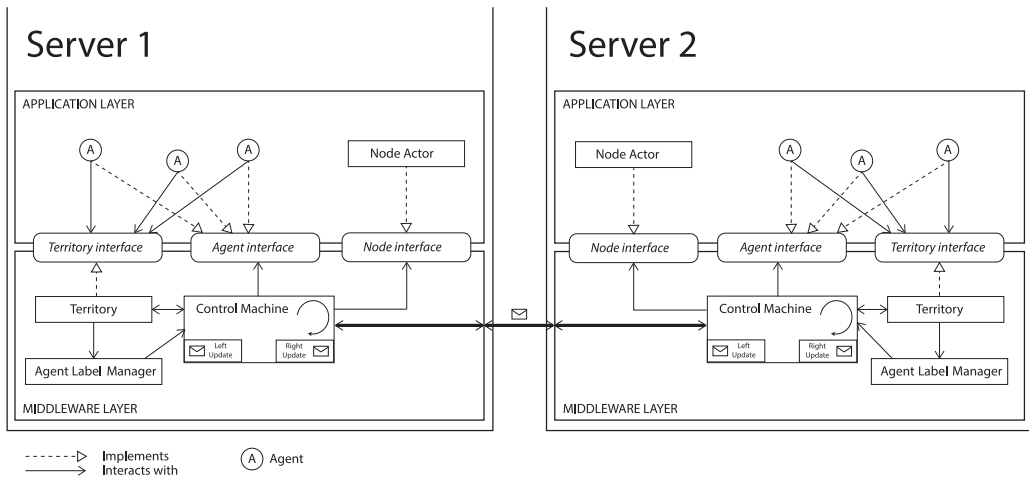 Server 1
APPLICATION LAYER
A
A
A
Node Actor
Territory interface
Agent interface
Node interface
Territory
Control Machine
Left
Update
Right
Update
Agent Label Manager
MIDDLEWARE LAYER
Server 2
APPLICATION LAYER
Node Actor
A
A
A
Node interface
Agent interface
Territory interface
Control Machine
Territory
Left
Update
Right
Update
Agent Label Manager
MIDDLEWARE LAYER
Implements
Interacts with
A Agent